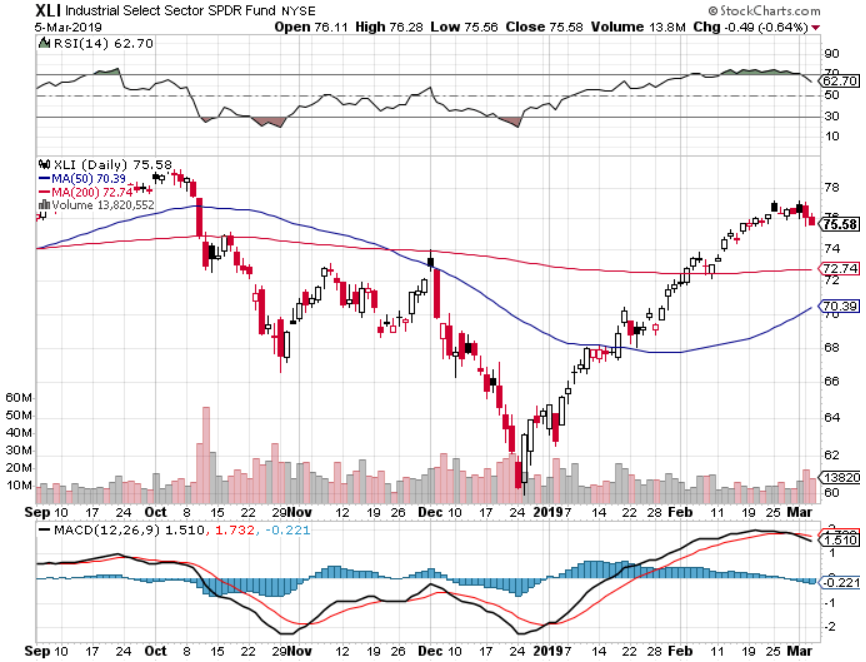 XLI Industrial Select Sector SPDR Fund NYSE © StockCharts.com
5-Mar-2019 Open 76.11 High 76.28 Low 75.56 Close 75.58 Volume 13.8M Chg -0.49 (-0.64%)
RSI(14) 62.70
90
70
62.70
50
30
10
XLI (Daily) 75.58
MA(50) 70.39
MA(200) 72.74
Volume 13,820,552
78
76
75.58
74
72.74
72
70.39
70
68
66
64
62
60
60M
50M
40M
30M
20M
10M
13820
Sep 10 17 24 Oct 8 15 22 29 Nov 12 19 26 Dec 10 17 24 2019 7 14 22 28 Feb 11 19 25 Mar
MACD(12,26,9) 1.510, 1.732, -0.221
1.510
1
-0.221
-1
-2
Sep 10 17 24 Oct 8 15 22 29 Nov 12 19 26 Dec 10 17 24 2019 7 14 22 28 Feb 11 19 25 Mar